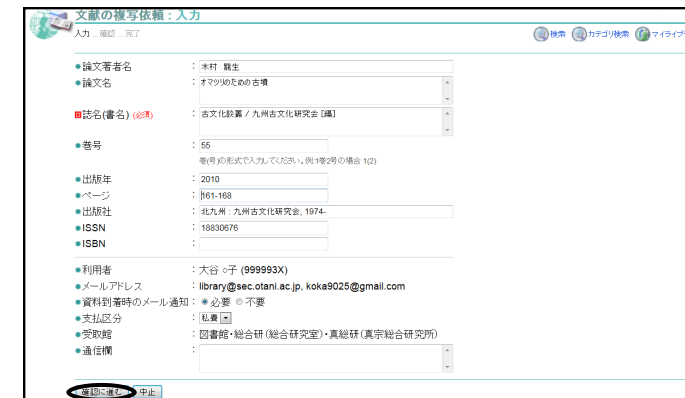 文献の複写依頼：入力
入力...確認...完了
検索 カテゴリ検索 マイライブラ
●論文著者名 : 木村 龍生
●論文名 : オマツリのための古墳
誌名(書名) (必須) : 古文化談叢 / 九州古文化研究会 [編]
●巻号 : 55
巻(号)の形式で入力してください。例:1巻2号の場合 1(2)
●出版年 : 2010
●ページ : 161-168
●出版社 : 北九州 : 九州古文化研究会, 1974-
●ISSN : 18830676
●ISBN :
●利用者 : 大谷 ○子 (999993X)
●メールアドレス : library@sec.otani.ac.jp, koka9025@gmail.com
●資料到着時のメール通知 : 必要 不要
●支払区分 : 私費
●受取館 : 図書館・総合研(総合研究室)・真総研(真宗総合研究所)
●通信欄 :
確認に進む 中止